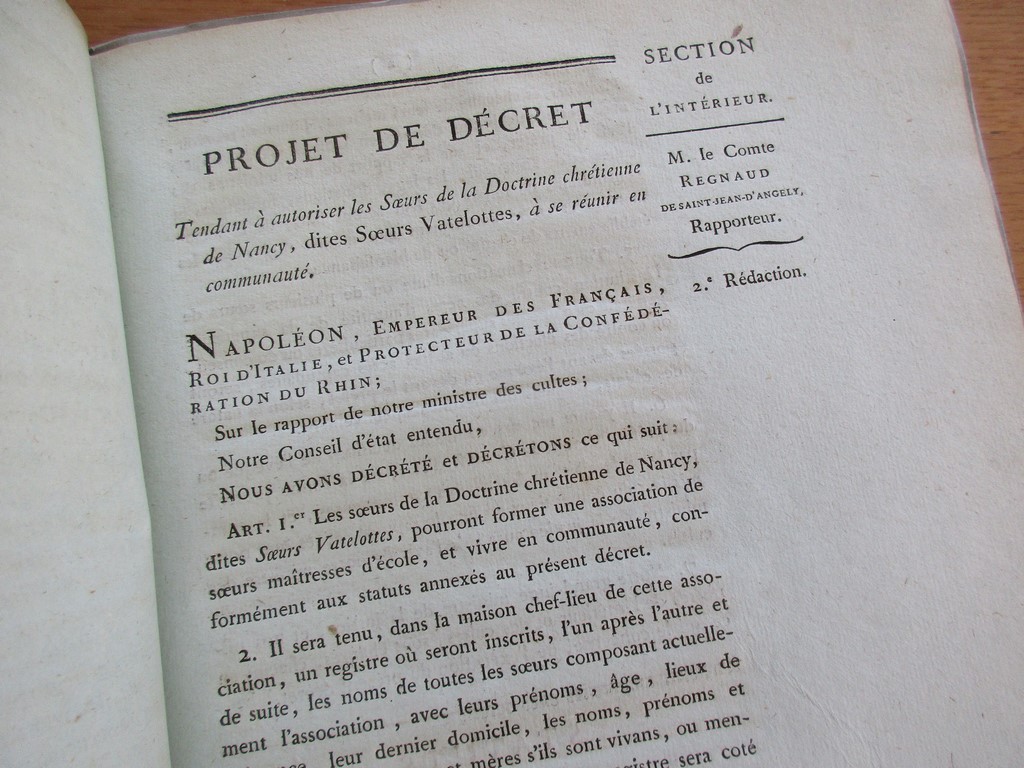 PROJET DE DÉCRET
Tendant à autoriser les Sœurs de la Doctrine chrétienne
de Nancy, dites Sœurs Vatelottes, à se réunir en
communauté.
SECTION
de
L'INTÉRIEUR.
M. le Comte
REGNAUD
DE SAINT-JEAN-D'ANGELY,
Rapporteur.
2.e Rédaction.
NAPOLÉON, EMPEREUR DES FRANÇAIS,
ROI D'ITALIE, et PROTECTEUR DE LA CONFÉDÉ-
RATION DU RHIN;
Sur le rapport de notre ministre des cultes;
Notre Conseil d'état entendu,
NOUS AVONS DÉCRÉTÉ et DÉCRÉTONS ce qui suit:
ART. 1.er Les sœurs de la Doctrine chrétienne de Nancy,
dites Sœurs Vatelottes, pourront former une association de
sœurs maîtresses d'école, et vivre en communauté, con-
formément aux statuts annexés au présent décret.
2. Il sera tenu, dans la maison chef-lieu de cette asso-
ciation, un registre où seront inscrits, l'un après l'autre et
de suite, les noms de toutes les sœurs composant actuelle-
ment l'association, avec leurs prénoms, âge, lieux de
leur dernier domicile, les noms, prénoms et
mères s'ils sont vivans, ou men-
sera coté